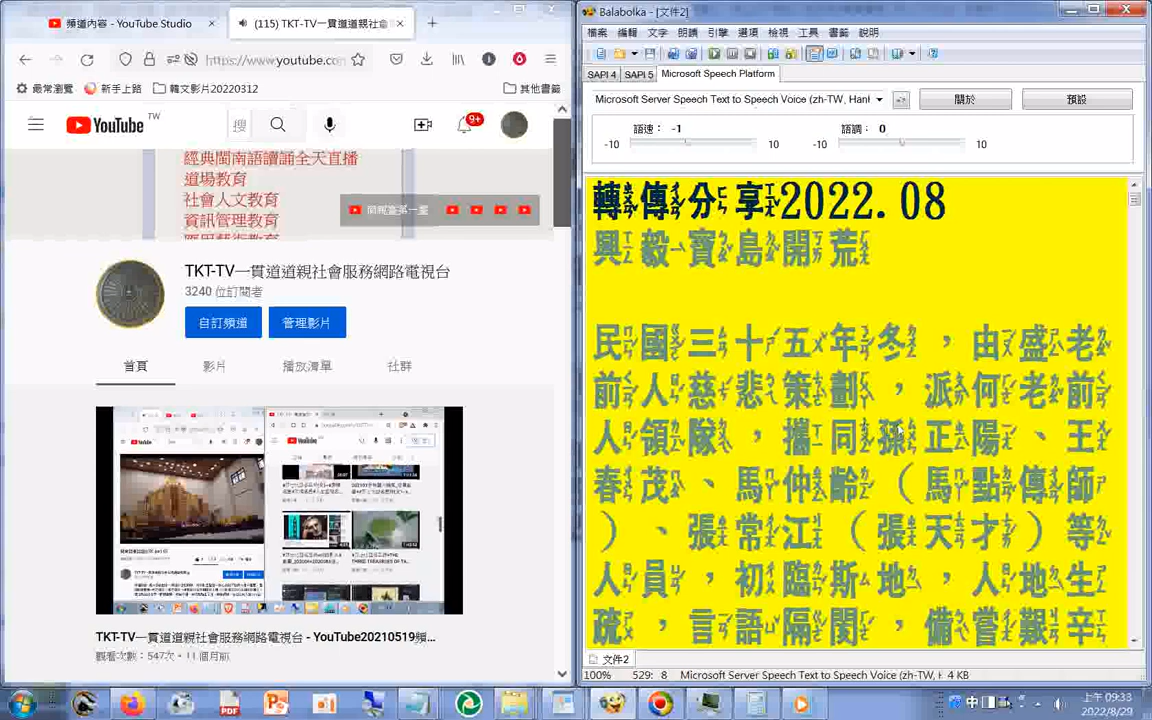 頻道內容 - YouTube Studio
(115) TKT-TV一貫道道親社會
https://www.youtube.co
最常瀏覽
新手上路
韓文影片20220312
其他書籤
YouTube TW
搜
9+
經典閩南語讀誦全天直播
道場教育
社會人文教育
資訊管理教育
TKT-TV一貫道道親社會服務網路電視台
3240 位訂閱者
自訂頻道
管理影片
首頁
影片
播放清單
社群
TKT-TV一貫道道親社會服務網路電視台 - YouTube20210519頻...
觀看次數：547次・11 個月前
Balabolka - [文件2]
檔案 編輯 文字 朗讀 引擎 選項 檢視 工具 書籤 說明
SAPI 4 SAPI 5 Microsoft Speech Platform
Microsoft Server Speech Text to Speech Voice (zh-TW, Hanl
關於
預設
語速： -1
語調： 0
-10 10 -10 10
轉傳分享2022.08
興毅寶島開荒
民國三十五年冬，由盛老
前人慈悲策劃，派何老前
人領隊，攜同孫正陽、王
春茂、馬仲齡（馬點傳師
）、張常江（張天才）等
人員，初臨斯地，人地生
疏，言語隔閡，備嘗艱辛
文件2
100% 529: 8 Microsoft Speech Platform Microsoft Server Speech Text to Speech Voice (zh-TW, 4 KB
中
上午 09:33
2022/8/29